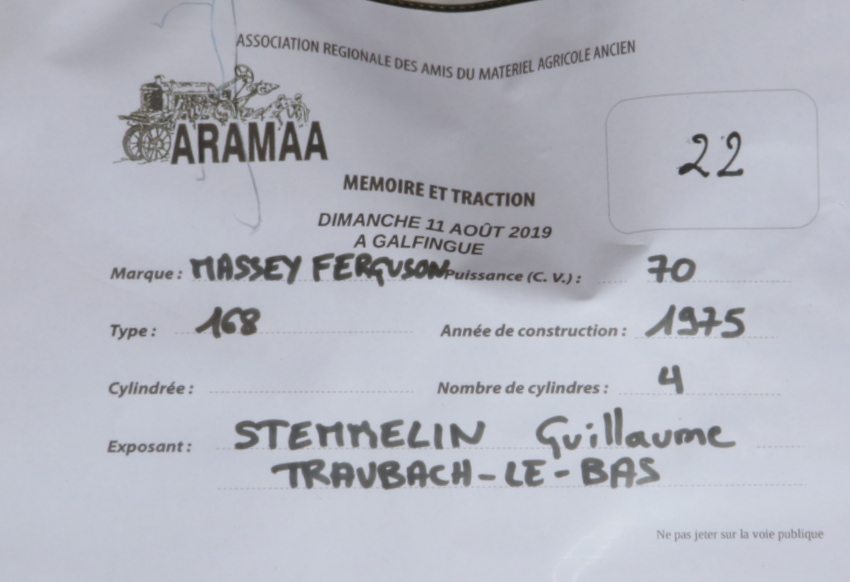 ASSOCIATION REGIONALE DES AMIS DU MATERIEL AGRICOLE ANCIEN
ARAMAA
22
MEMOIRE ET TRACTION
DIMANCHE 11 AOÛT 2019
A GALFINGUE
Marque : MASSEY FERGUSON Puissance (C. V.) : 70
Type : 168 Année de construction : 1975
Cylindrée : Nombre de cylindres : 4
Exposant : STEMMELIN Guillaume
TRAUBACH-LE-BAS
Ne pas jeter sur la voie publique